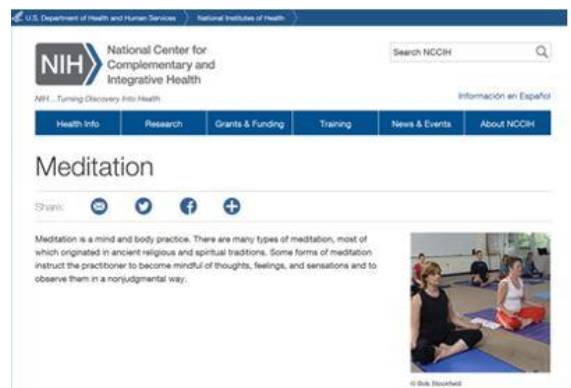 U.S. Department of Health and Human Services
National Institutes of Health
NIH
National Center for
Complementary and
Integrative Health
Search NCCIH
NIH... Turning Discovery Into Health
Información en Español
Health Info
Research
Grants & Funding
Training
News & Events
About NCCIH
Meditation
Share:
Meditation is a mind and body practice. There are many types of meditation, most of
which originated in ancient religious and spiritual traditions. Some forms of meditation
instruct the practitioner to become mindful of thoughts, feelings, and sensations and to
observe them in a nonjudgmental way.
© Bob Stockfield